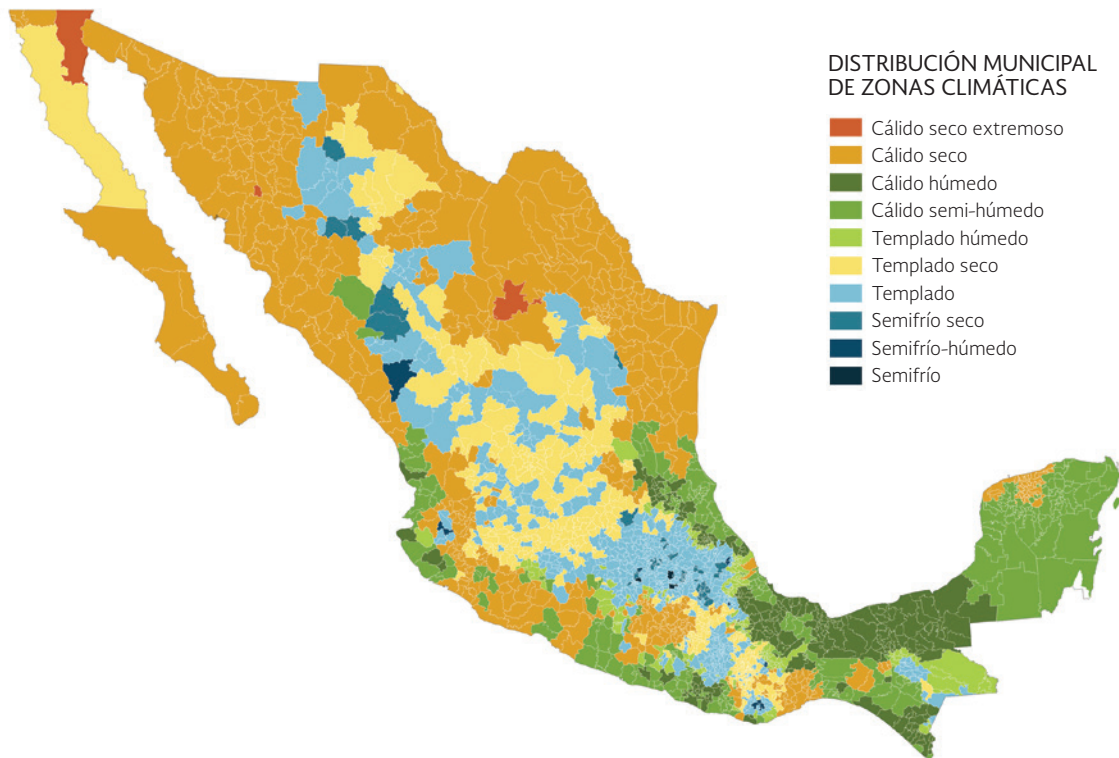 DISTRIBUCIÓN MUNICIPAL
DE ZONAS CLIMÁTICAS
Cálido seco extremoso
Cálido seco
Cálido húmedo
Cálido semi-húmedo
Templado húmedo
Templado seco
Templado
Semifrío seco
Semifrío-húmedo
Semifrío